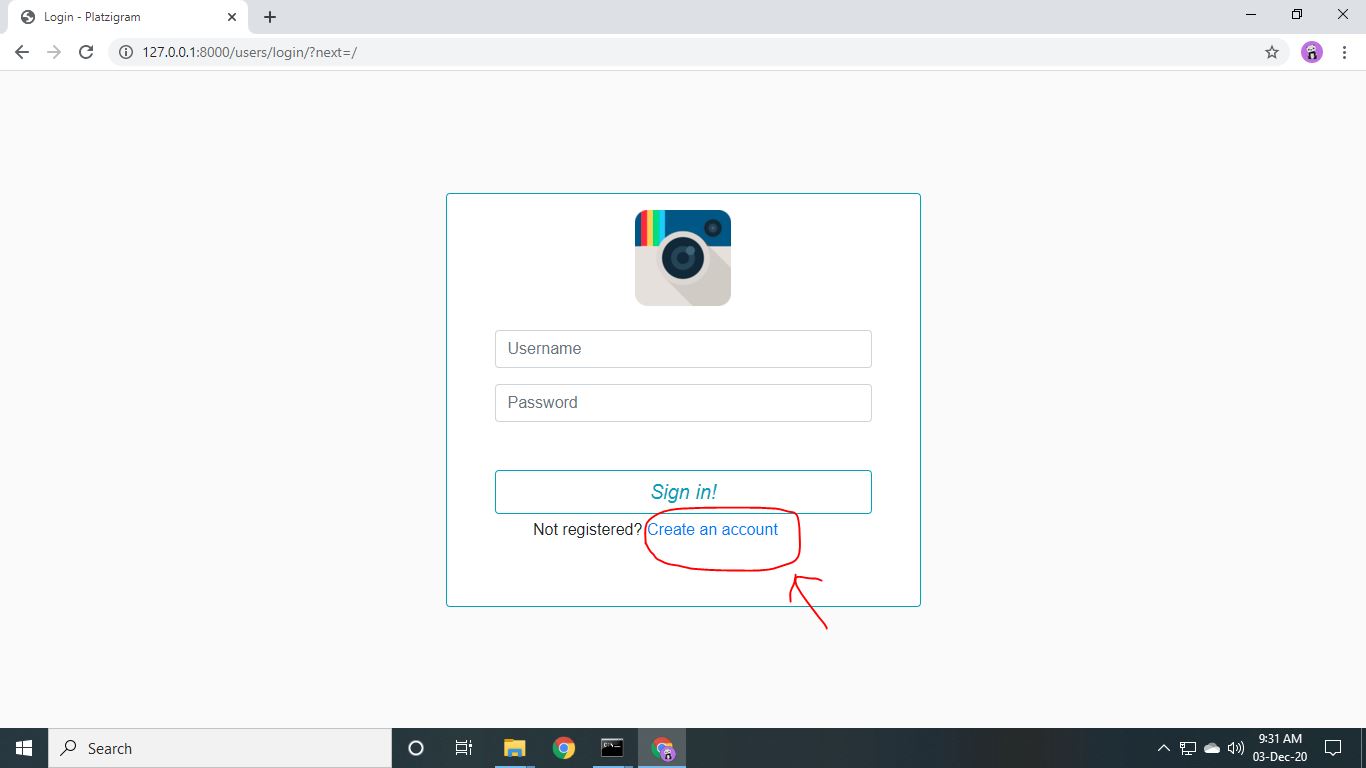 Login - Platzigram
127.0.0.1:8000/users/login/?next=/
Username
Password
Sign in!
Not registered? Create an account
Search
9:31 AM
03-Dec-20